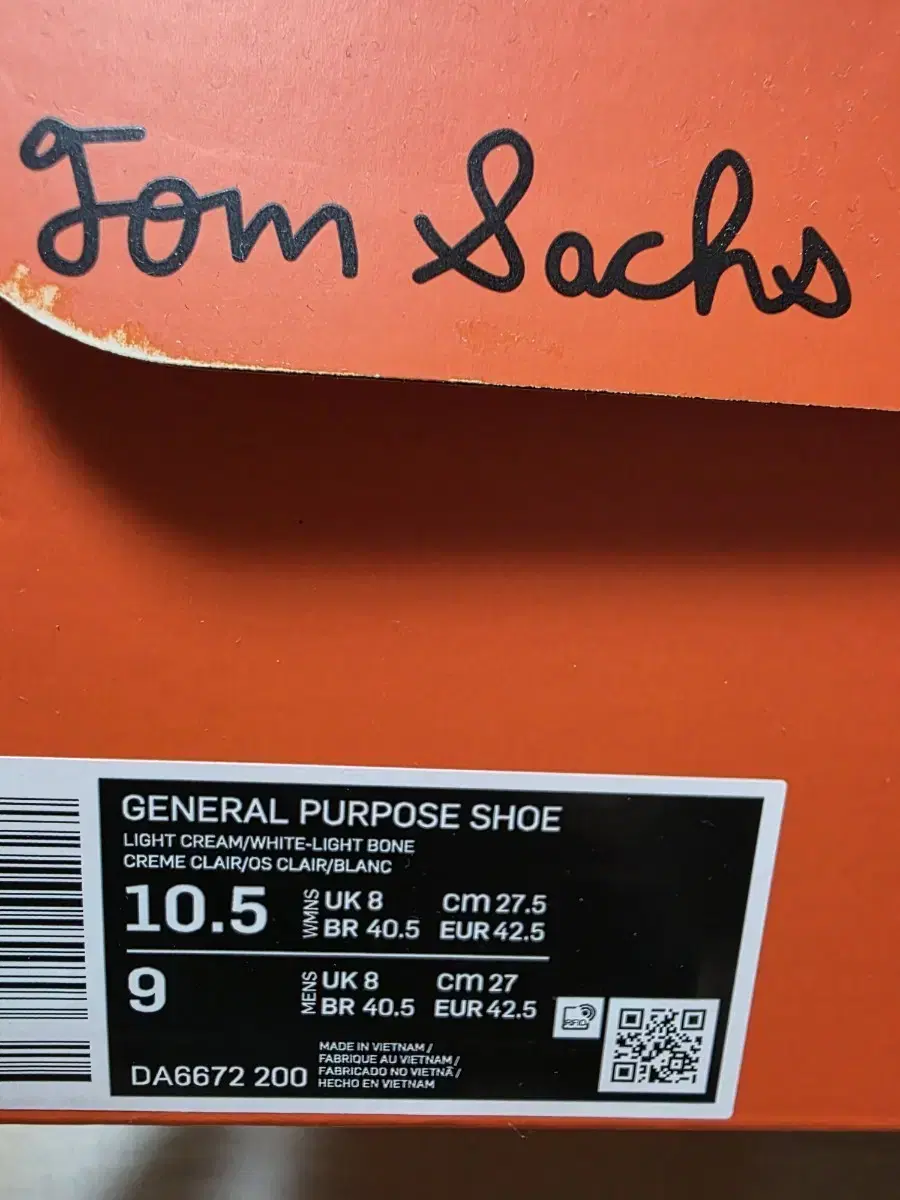 Tom Sachs
GENERAL PURPOSE SHOE
LIGHT CREAM/WHITE-LIGHT BONE
CREME CLAIR/OS CLAIR/BLANC
10.5 WMNS UK 8 cm 27.5
BR 40.5 EUR 42.5
9 MENS UK 8 cm 27
BR 40.5 EUR 42.5
RFID
DA6672 200
MADE IN VIETNAM /
FABRIQUE AU VIETNAM /
FABRICADO NO VIETNÃ /
HECHO EN VIETNAM